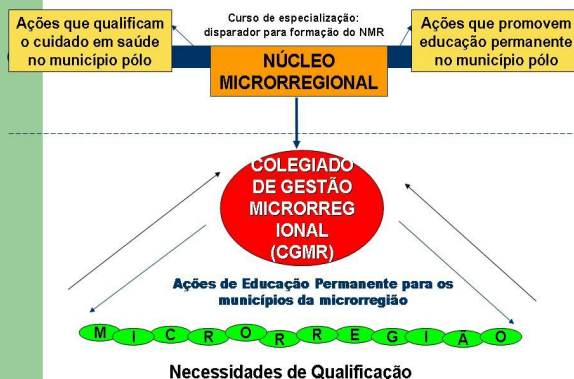 Ações que qualificam
o cuidado em saúde
no município pólo
Curso de especialização:
disparador para formação do NMR
Ações que promovem
educação permanente
no município pólo
NÚCLEO
MICRORREGIONAL
COLEGIADO
DE GESTÃO
MICRORREG
IONAL
(CGMR)
Ações de Educação Permanente para os
municípios da microrregião
M I C R O R R E G I Ã O
Necessidades de Qualificação